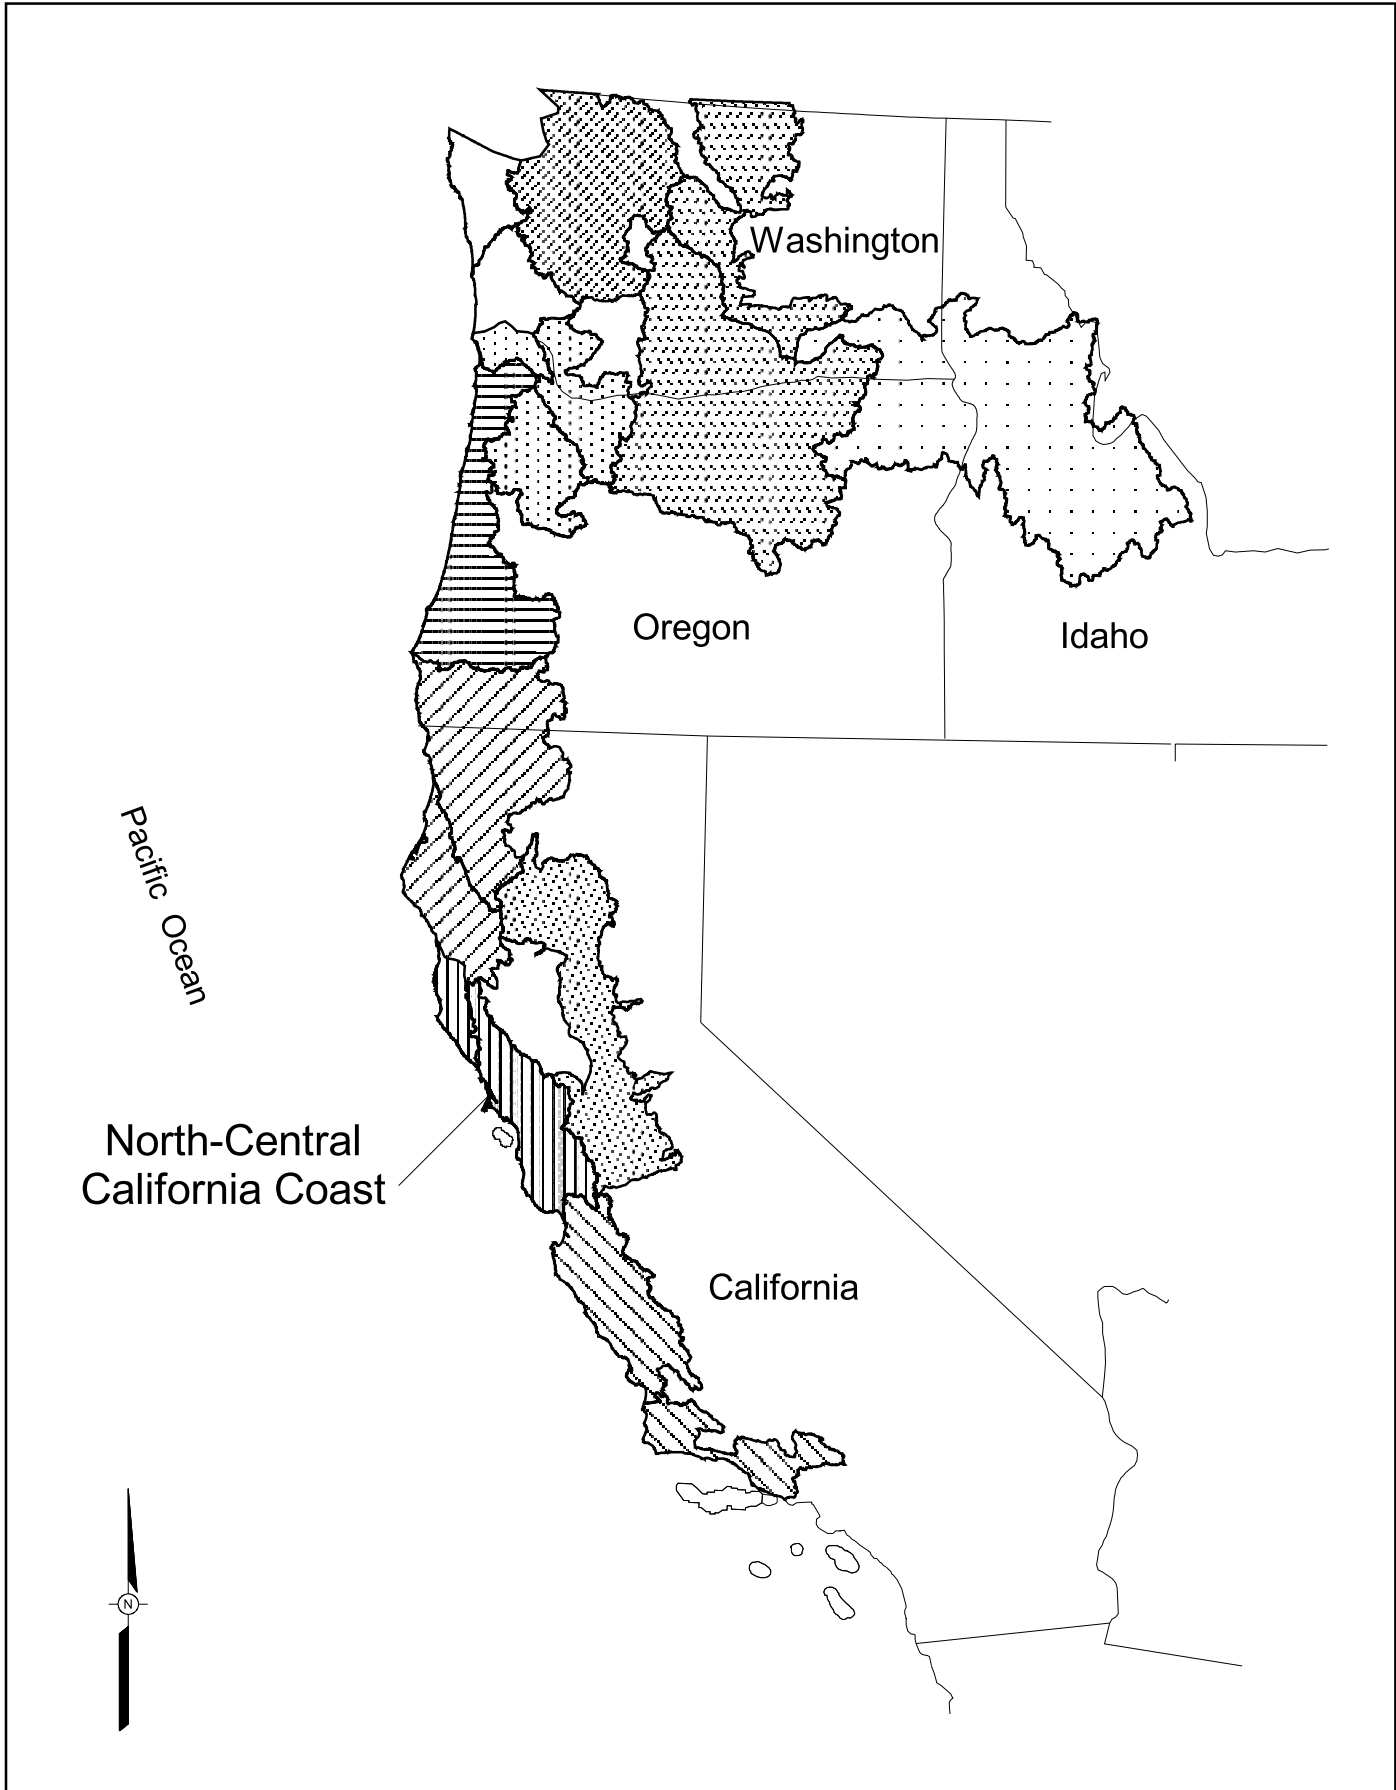 Washington
Oregon
Idaho
Pacific Ocean
North-Central
California Coast
California
N